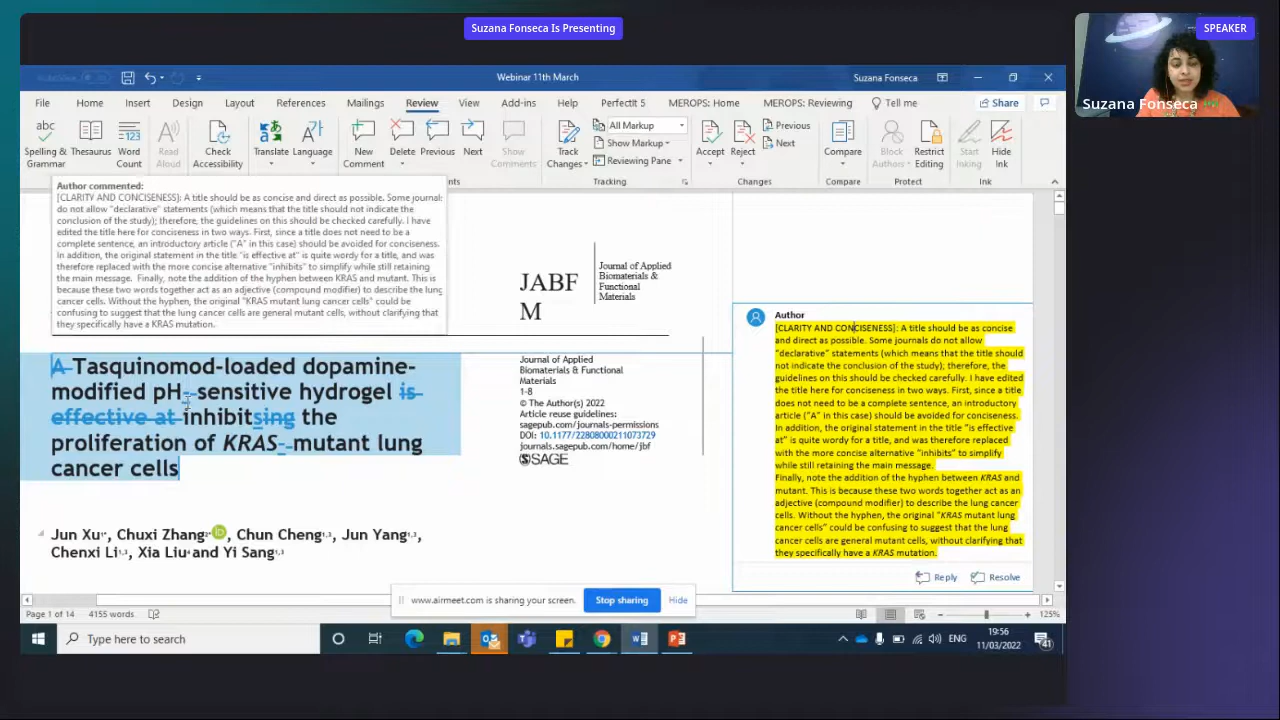 Suzana Fonseca Is Presenting
SPEAKER
Suzana Fonseca
Webinar 11th March
Suzana Fonseca
File Home Insert Design Layout References Mailings Review View Add-ins Help PerfectIt 5 MEROPS: Home MEROPS: Reviewing Tell me Share
Spelling & Grammar
Thesaurus
Word Count
Read Aloud
Check Accessibility
Translate
Language
New Comment
Delete
Previous
Next
Show Comments
Track Changes
All Markup
Show Markup
Reviewing Pane
Tracking
Accept
Reject
Previous
Next
Changes
Compare
Compare
Block Authors
Restrict Editing
Protect
Start Inking
Hide Ink
Ink
Author commented:
[CLARITY AND CONCISENESS]: A title should be as concise and direct as possible. Some journals
do not allow "declarative" statements (which means that the title should not indicate the
conclusion of the study); therefore, the guidelines on this should be checked carefully. I have
edited the title here for conciseness in two ways. First, since a title does not need to be a
complete sentence, an introductory article ("A" in this case) should be avoided for conciseness.
In addition, the original statement in the title "is effective at" is quite wordy for a title, and was
therefore replaced with the more concise alternative "inhibits" to simplify while still retaining
the main message. Finally, note the addition of the hyphen between KRAS and mutant. This is
because these two words together act as an adjective (compound modifier) to describe the lung
cancer cells. Without the hyphen, the original "KRAS mutant lung cancer cells" could be
confusing to suggest that the lung cancer cells are general mutant cells, without clarifying that
they specifically have a KRAS mutation.
JABF
M
Journal of Applied
Biomaterials &
Functional
Materials
A Tasquinomod-loaded dopamine-
modified pH- sensitive hydrogel is
effective at inhibitsing the
proliferation of KRAS- mutant lung
cancer cells
Journal of Applied
Biomaterials & Functional
Materials
1-8
© The Author(s) 2022
Article reuse guidelines:
sagepub.com/journals-permissions
DOI: 10.1177/22808000211073729
journals.sagepub.com/home/jbf
SAGE
Jun Xu, Chuxi Zhang, Chun Cheng, Jun Yang,
Chenxi Li, Xia Liu and Yi Sang
Author
[CLARITY AND CONCISENESS]: A title should be as concise
and direct as possible. Some journals do not allow
"declarative" statements (which means that the title should
not indicate the conclusion of the study); therefore, the
guidelines on this should be checked carefully. I have edited
the title here for conciseness in two ways. First, since a title
does not need to be a complete sentence, an introductory
article ("A" in this case) should be avoided for conciseness.
In addition, the original statement in the title "is effective
at" is quite wordy for a title, and was therefore replaced
with the more concise alternative "inhibits" to simplify
while still retaining the main message.
Finally, note the addition of the hyphen between KRAS and
mutant. This is because these two words together act as an
adjective (compound modifier) to describe the lung cancer
cells. Without the hyphen, the original "KRAS mutant lung
cancer cells" could be confusing to suggest that the lung
cancer cells are general mutant cells, without clarifying that
they specifically have a KRAS mutation.
Reply Resolve
www.airmeet.com is sharing your screen. Stop sharing Hide
Page 1 of 14 4155 words 125%
Type here to search
ENG
19:56
11/03/2022
41